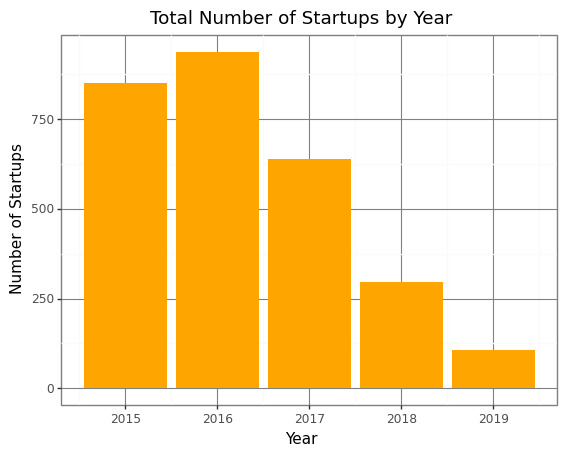 Total Number of Startups by Year
Number of Startups
750
500
250
0
2015 2016 2017 2018 2019
Year